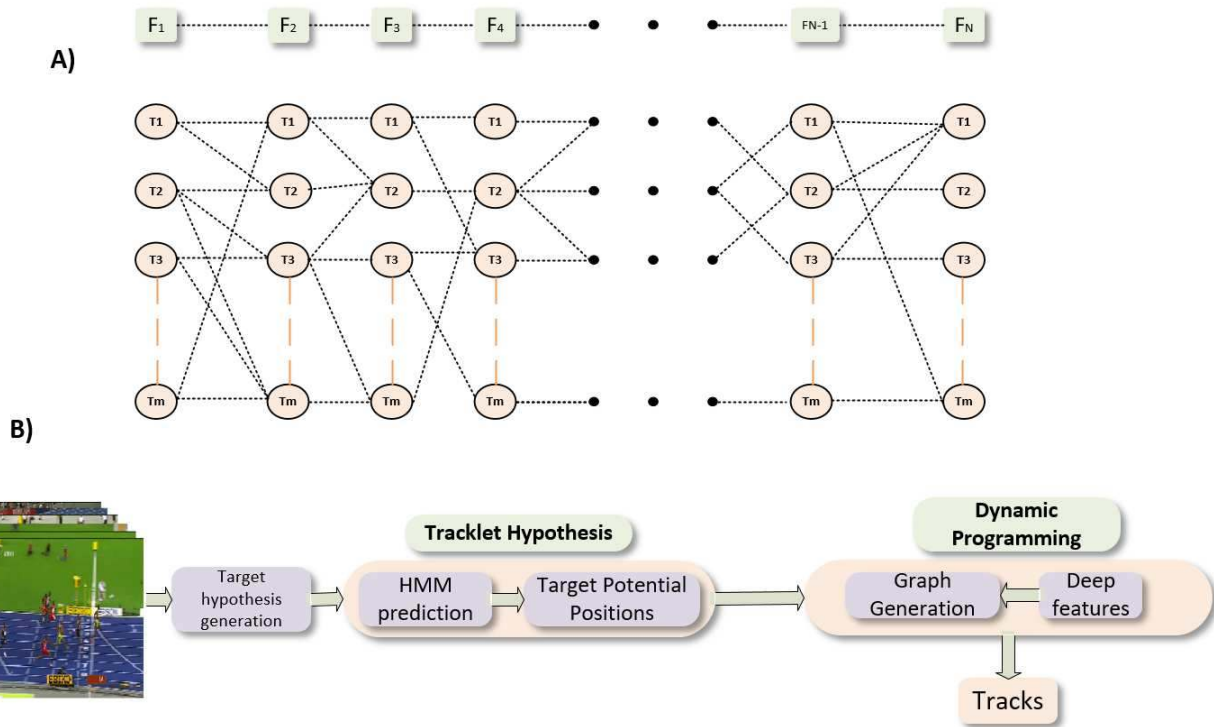 F1 F2 F3 F4 FN-1 FN
A)
T1 T1 T1 T1 T1 T1
T2 T2 T2 T2 T2 T2
T3 T3 T3 T3 T3 T3
Tm Tm Tm Tm Tm Tm
B)
Tracklet Hypothesis
Dynamic
Programming
Target
hypothesis
generation
HMM
prediction
Target Potential
Positions
Graph
Generation
Deep
features
Tracks